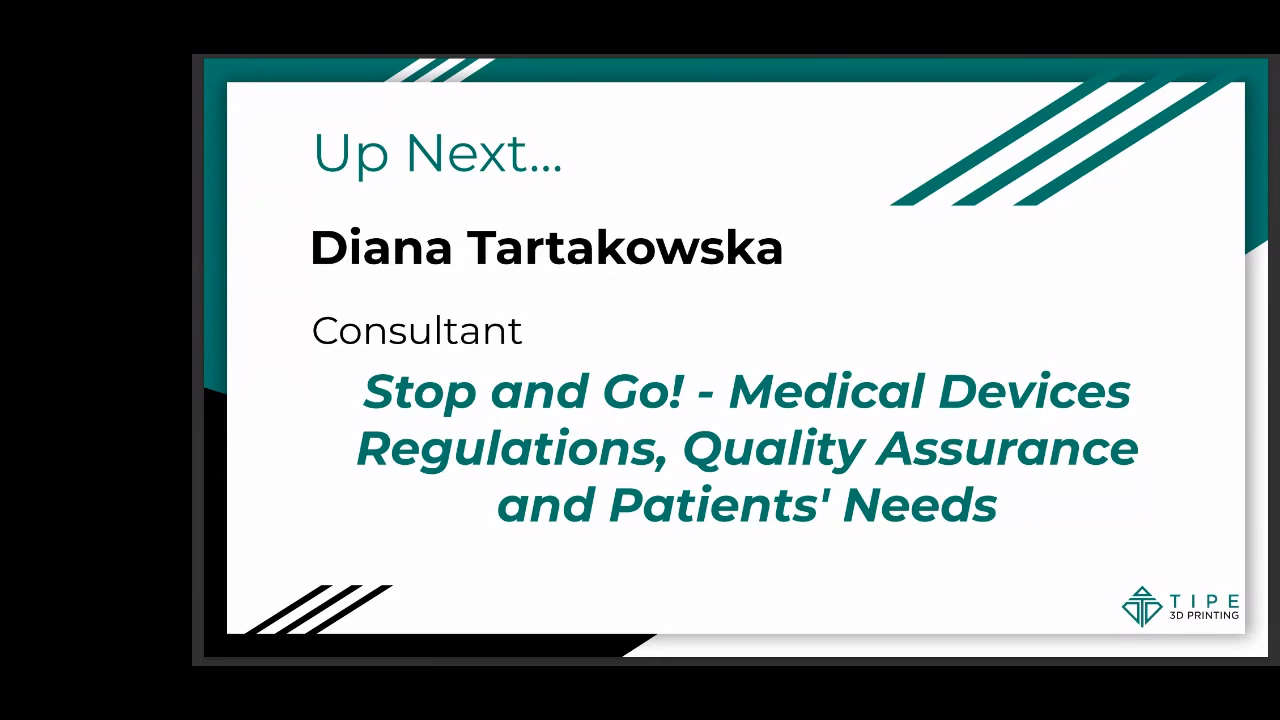 Up Next...
Diana Tartakowska
Consultant
Stop and Go! - Medical Devices
Regulations, Quality Assurance
and Patients' Needs
TIPE
3D PRINTING